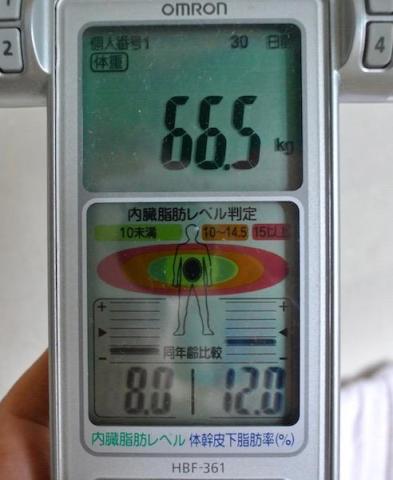 OMRON
1
2
4
個人番号1 30 日前
体重
66.5 kg
内臓脂肪レベル判定
10未満 10~14.5 15以上
+ +
同年齢比較
- -
8.0 12.0
内臓脂肪レベル 体幹皮下脂肪率(%)
HBF-361